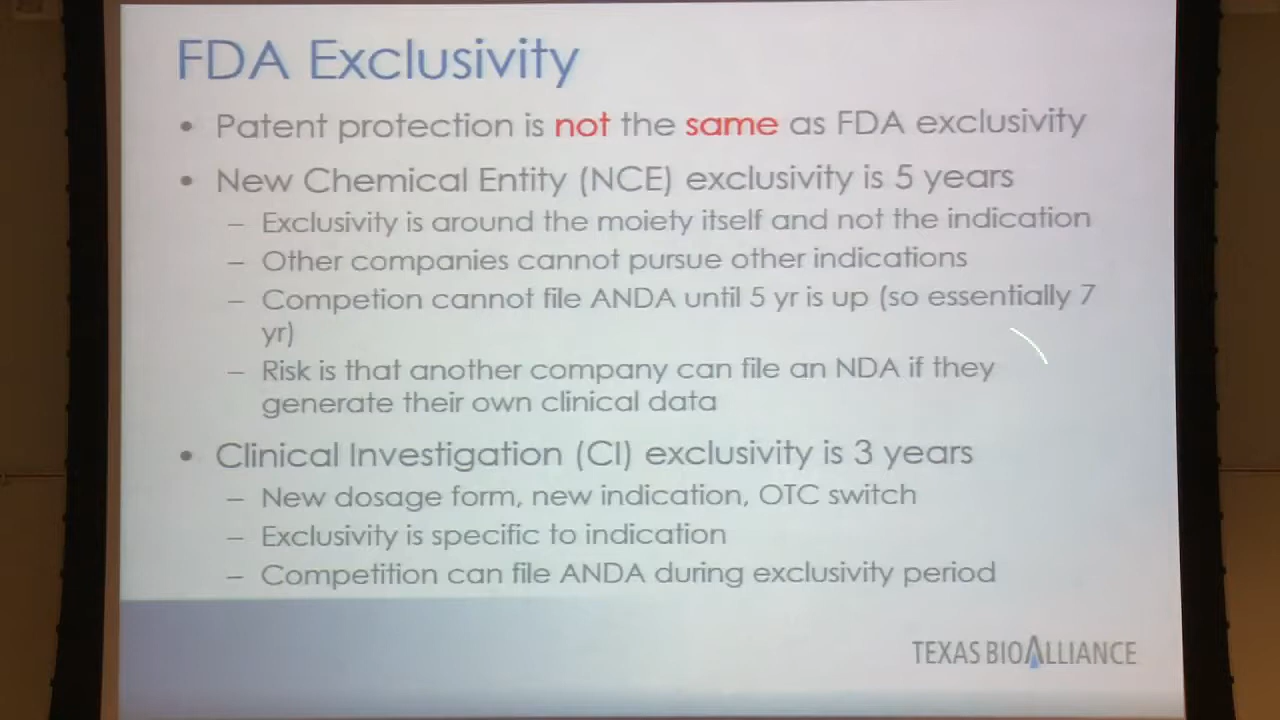 FDA Exclusivity
• Patent protection is not the same as FDA exclusivity
• New Chemical Entity (NCE) exclusivity is 5 years
– Exclusivity is around the moiety itself and not the indication
– Other companies cannot pursue other indications
– Competion cannot file ANDA until 5 yr is up (so essentially 7
yr)
– Risk is that another company can file an NDA if they
generate their own clinical data
• Clinical Investigation (CI) exclusivity is 3 years
– New dosage form, new indication, OTC switch
– Exclusivity is specific to indication
– Competition can file ANDA during exclusivity period
TEXAS BIOALLIANCE